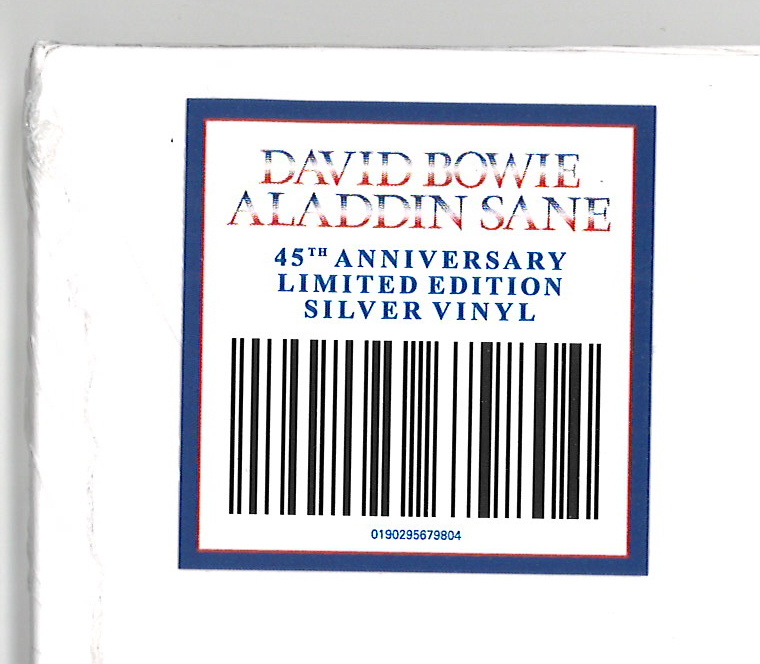 DAVID BOWIE
ALADDIN SANE
45TH ANNIVERSARY
LIMITED EDITION
SILVER VINYL
0190295679804